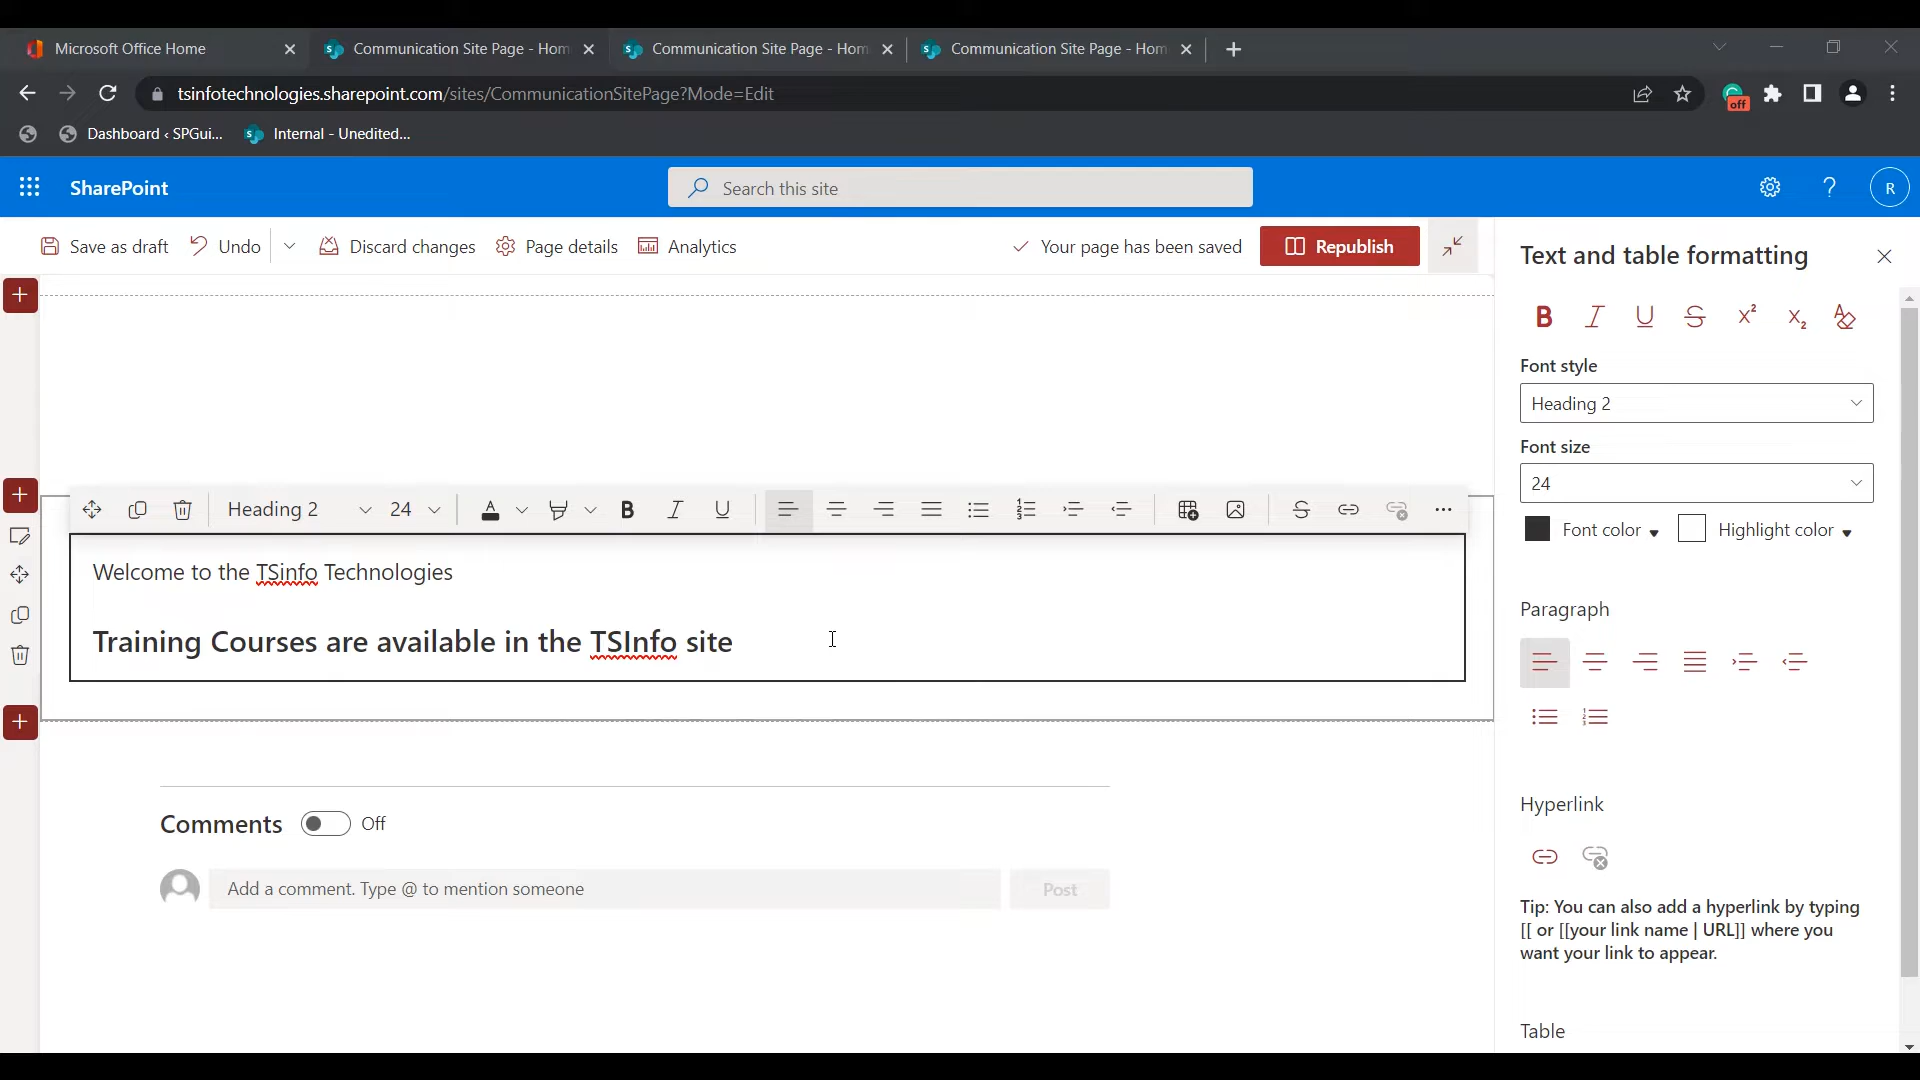 Microsoft Office Home
Communication Site Page - Hom
Communication Site Page - Hom
Communication Site Page - Hom
tsinfotechnologies.sharepoint.com/sites/CommunicationSitePage?Mode=Edit
off
Dashboard ‹ SPGui...
Internal - Unedited...
SharePoint
Search this site
R
Save as draft
Undo
Discard changes
Page details
Analytics
Your page has been saved
Republish
Text and table formatting
Font style
Heading 2
Font size
24
Font color
Highlight color
Heading 2
24
Welcome to the TSinfo Technologies
Training Courses are available in the TSInfo site
Paragraph
Comments
Off
Add a comment. Type @ to mention someone
Post
Hyperlink
Tip: You can also add a hyperlink by typing
[[ or [[your link name | URL]] where you
want your link to appear.
Table